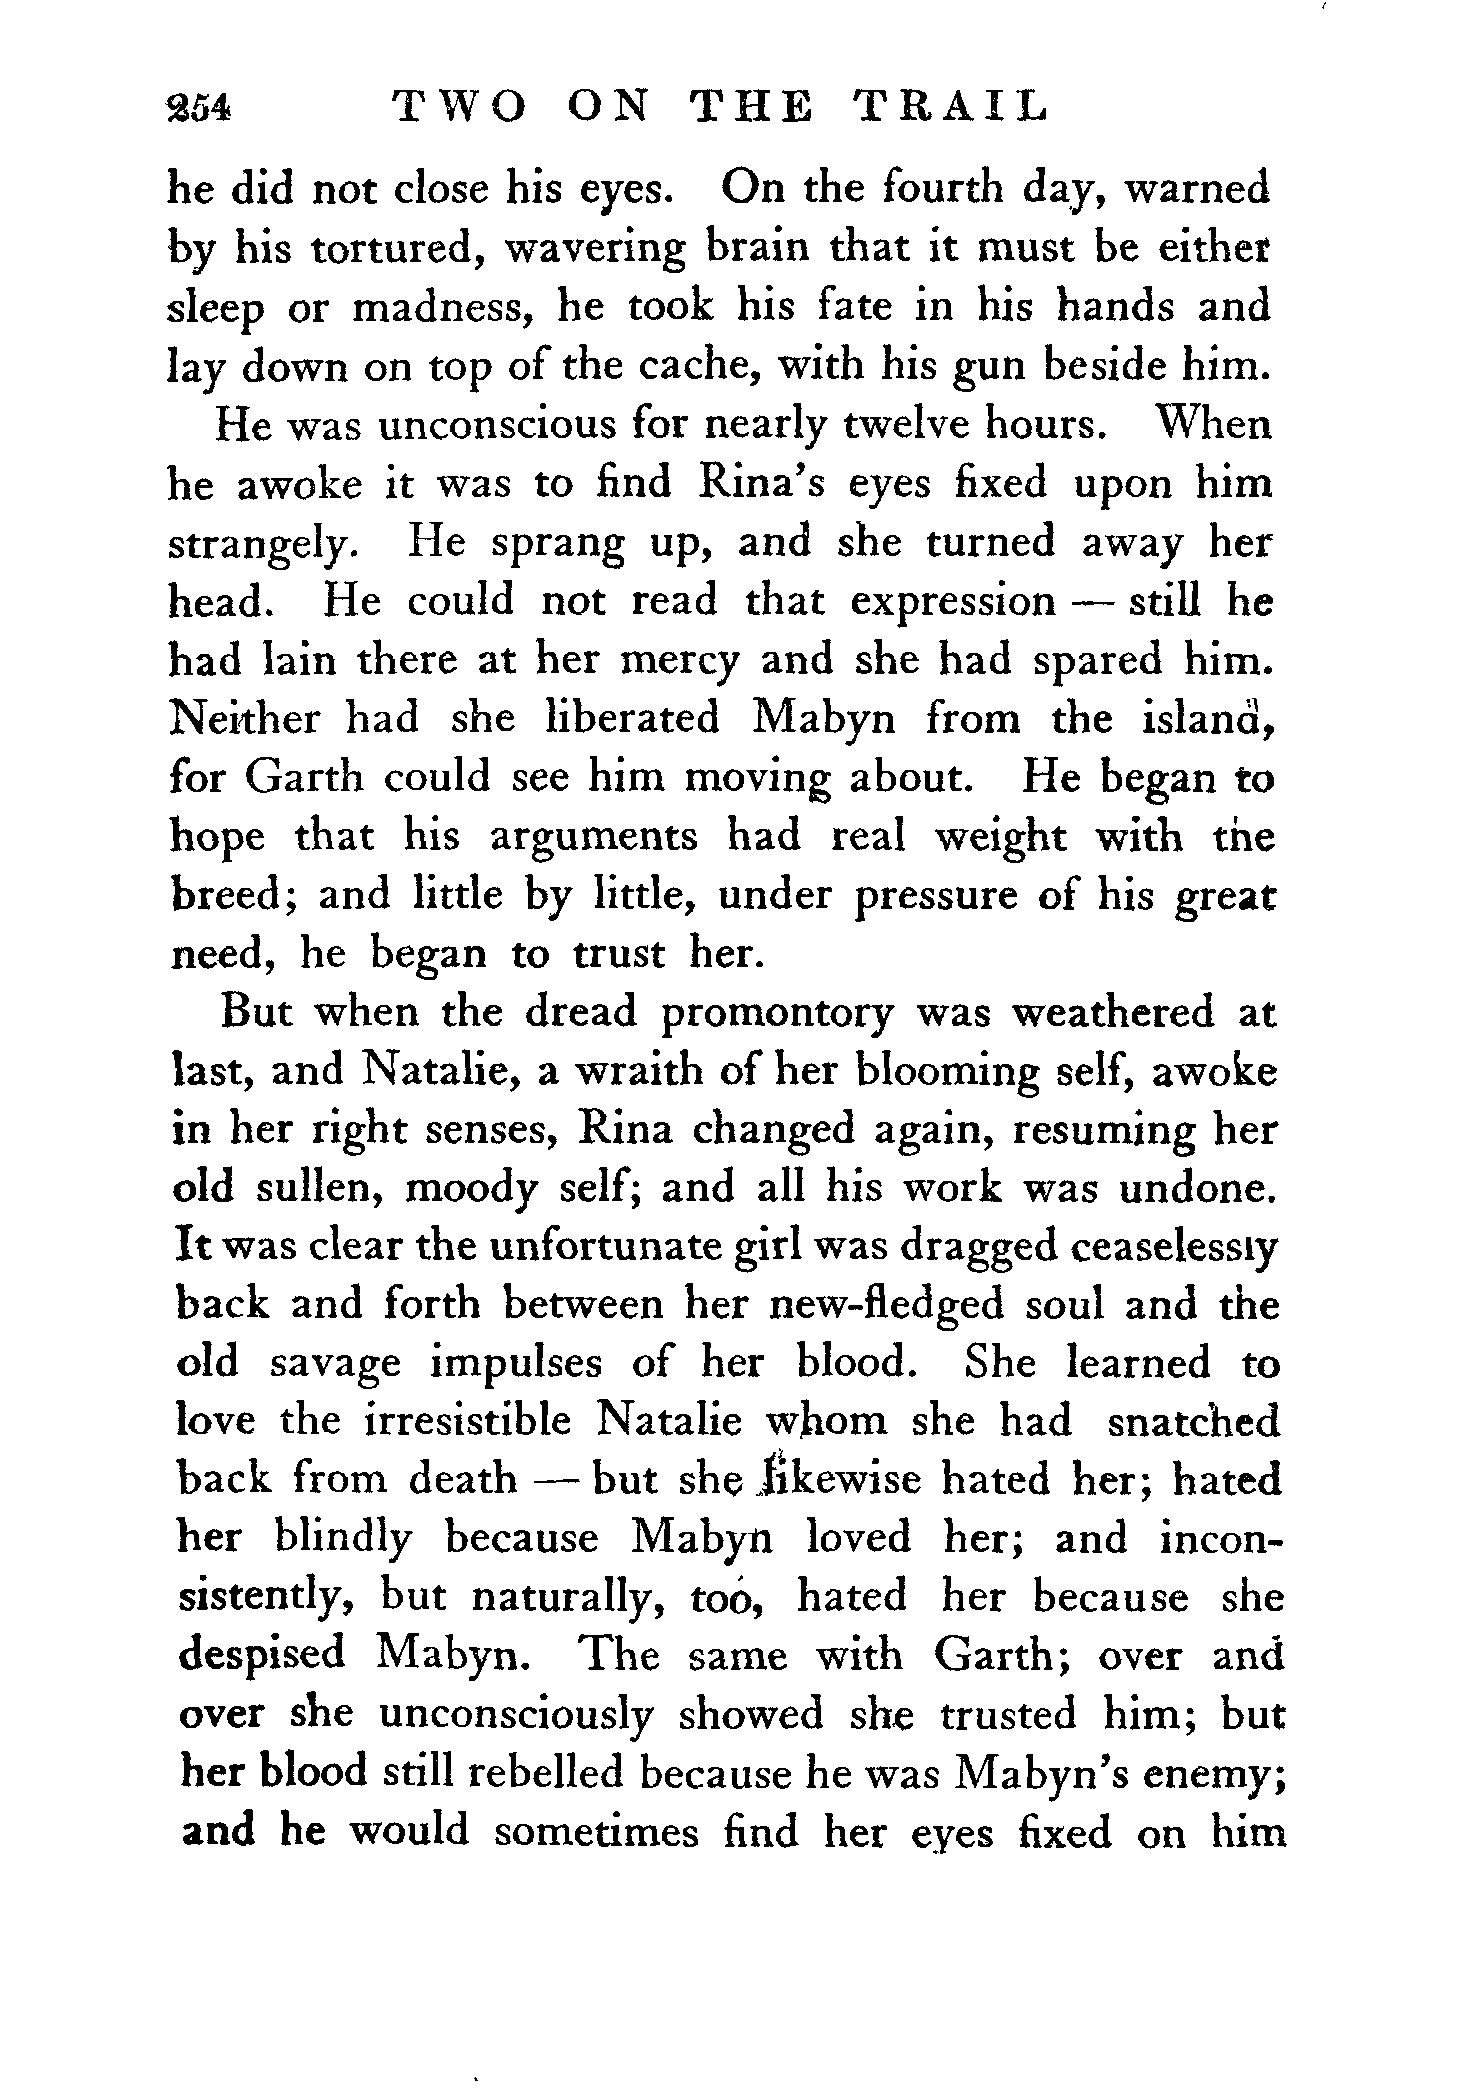 254 TWO ON THE TRAIL
he did not close his eyes. On the fourth day, warned
by his tortured, wavering brain that it must be either
sleep or madness, he took his fate in his hands and
lay down on top of the cache, with his gun beside him.
He was unconscious for nearly twelve hours. When
he awoke it was to find Rina's eyes fixed upon him
strangely. He sprang up, and she turned away her
head. He could not read that expression — still he
had lain there at her mercy and she had spared him.
Neither had she liberated Mabyn from the island,
for Garth could see him moving about. He began to
hope that his arguments had real weight with the
breed; and little by little, under pressure of his great
need, he began to trust her.
But when the dread promontory was weathered at
last, and Natalie, a wraith of her blooming self, awoke
in her right senses, Rina changed again, resuming her
old sullen, moody self; and all his work was undone.
It was clear the unfortunate girl was dragged ceaselessly
back and forth between her new-fledged soul and the
old savage impulses of her blood. She learned to
love the irresistible Natalie whom she had snatched
back from death — but she likewise hated her; hated
her blindly because Mabyn loved her; and incon-
sistently, but naturally, too, hated her because she
despised Mabyn. The same with Garth; over and
over she unconsciously showed she trusted him; but
her blood still rebelled because he was Mabyn's enemy;
and he would sometimes find her eyes fixed on him